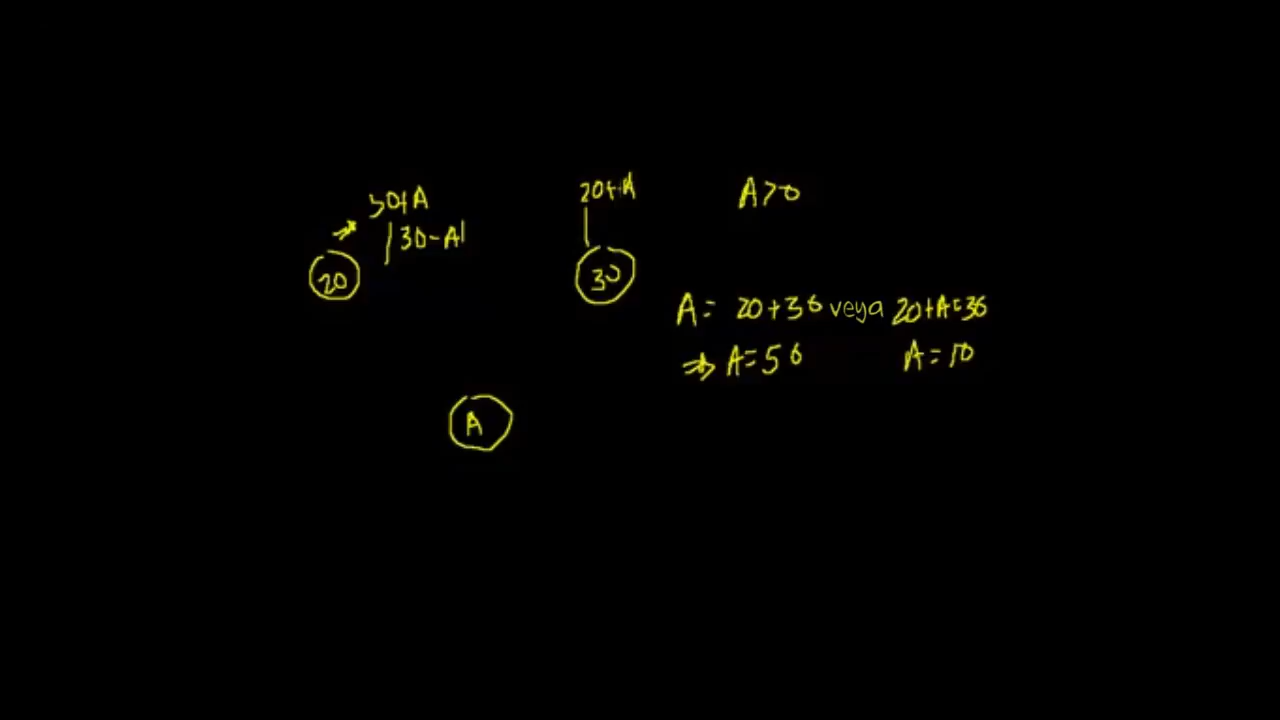 30+A
20+A
A>0
|30-A|
20
30
A = 20+30 veya 20+A=30
⇒ A=50
A=10
A